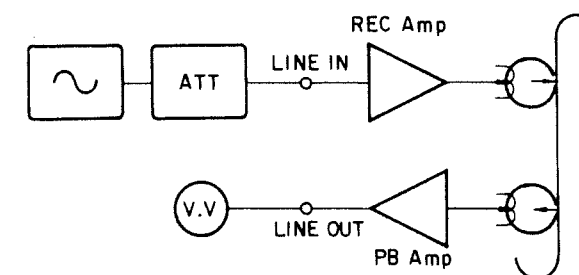 REC Amp
LINE IN
ATT
V.V
LINE OUT
PB Amp